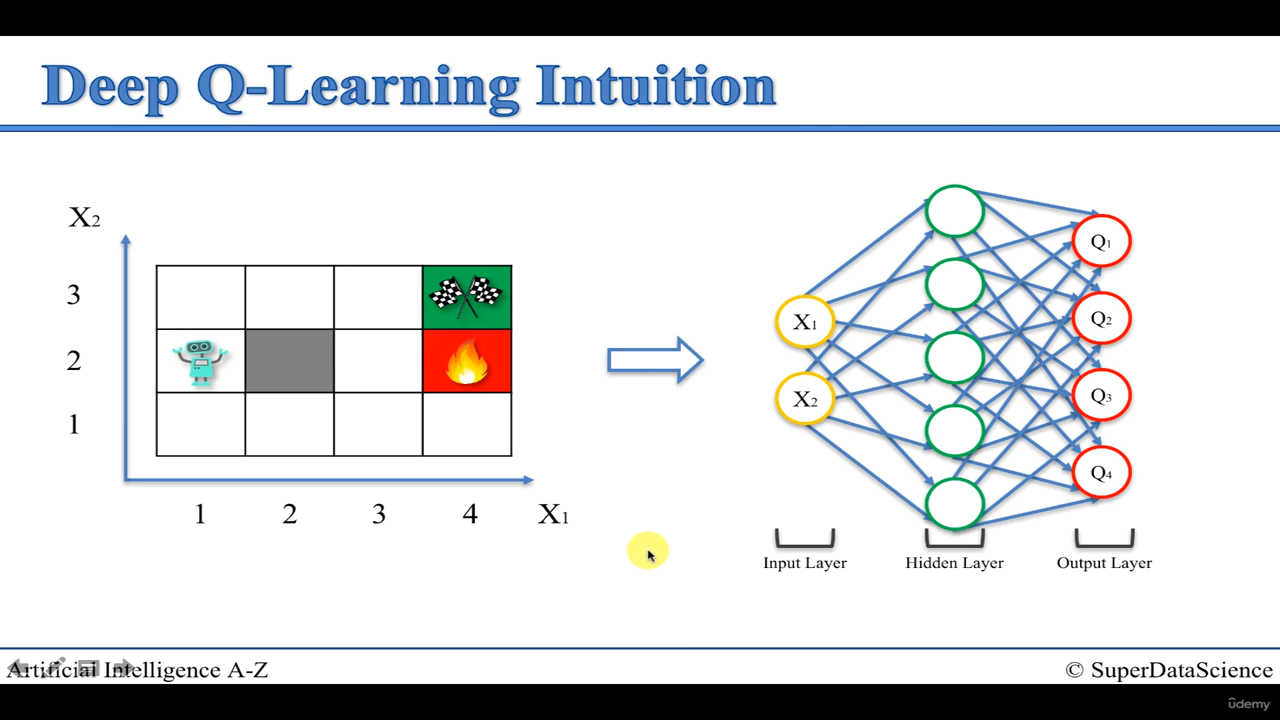 Deep Q-Learning Intuition
X2
3
2
1
1 2 3 4 X1
X1
X2
Q1
Q2
Q3
Q4
Input Layer Hidden Layer Output Layer
Artificial Intelligence A-Z
© SuperDataScience
ûdemy